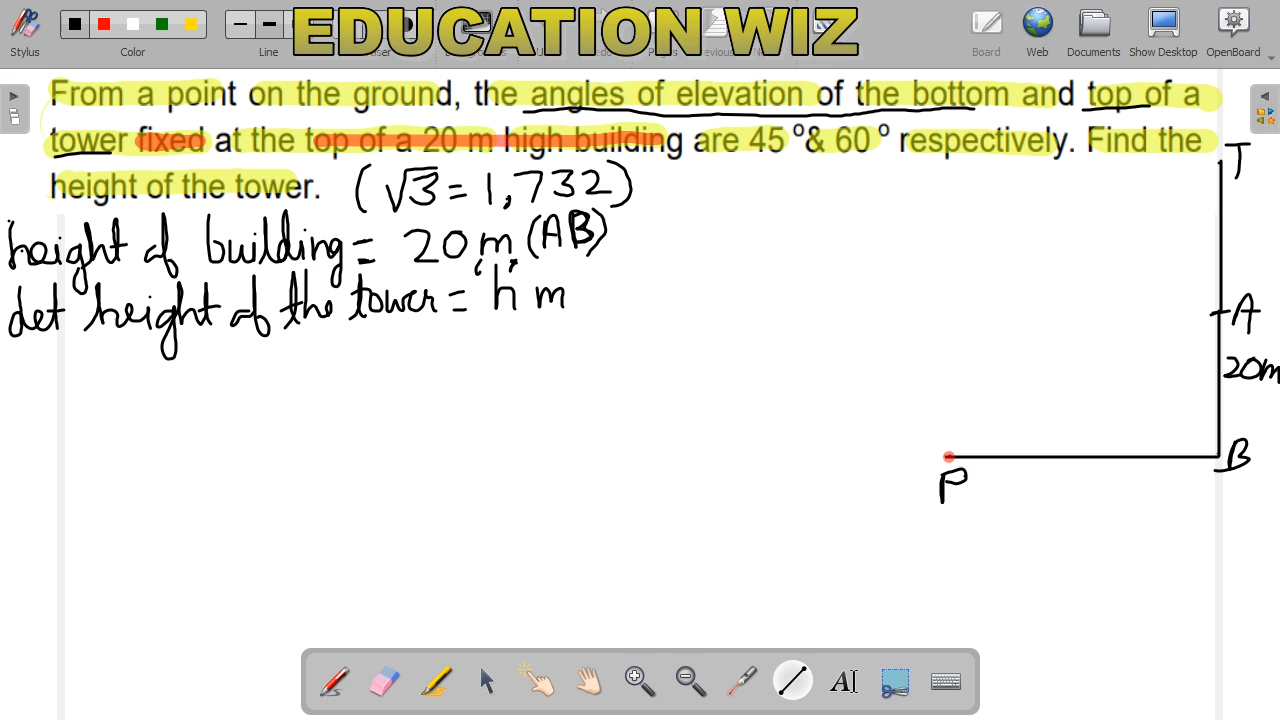 Stylus
Color
Line
EDUCATION WIZ
Board
Web
Documents
Show Desktop
OpenBoard
From a point on the ground, the angles of elevation of the bottom and top of a
tower fixed at the top of a 20 m high building are 45° & 60° respectively. Find the
height of the tower. (√3 = 1,732)
height of building = 20 m (AB)
det height of the tower = 'h' m
T
A
20m
B
P
AI